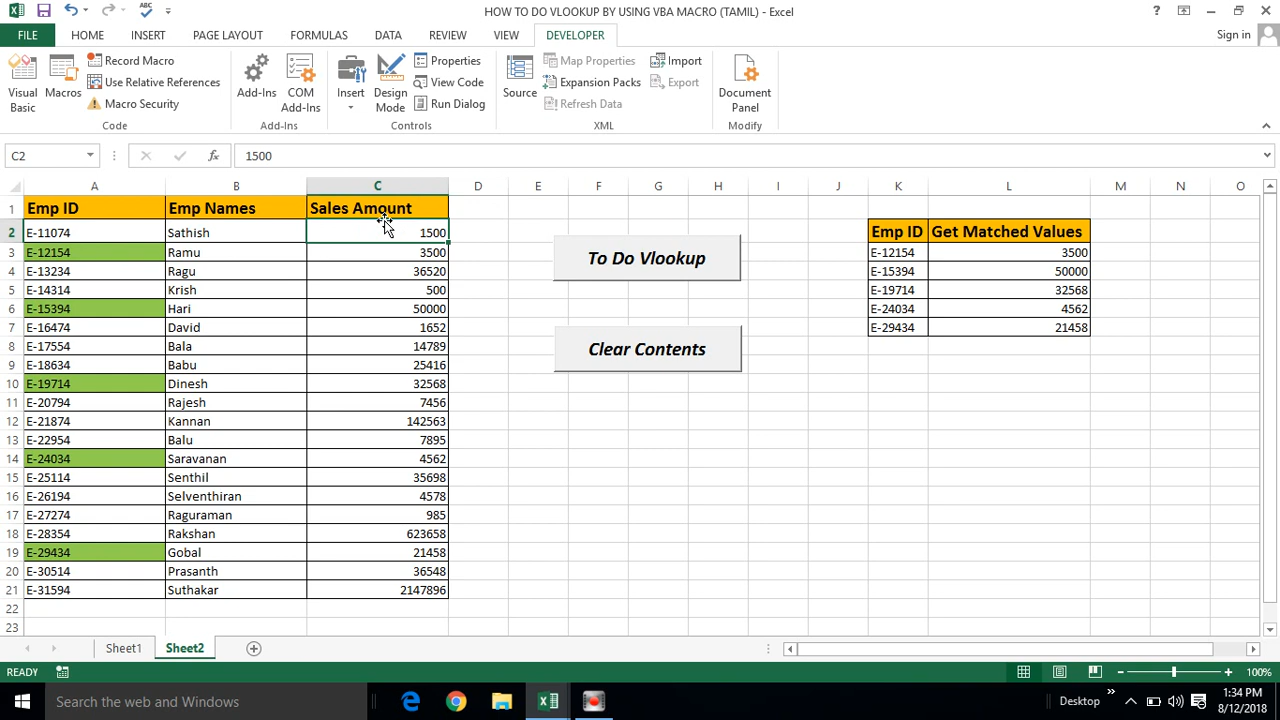 HOW TO DO VLOOKUP BY USING VBA MACRO (TAMIL) - Excel
FILE HOME INSERT PAGE LAYOUT FORMULAS DATA REVIEW VIEW DEVELOPER Sign in
Visual Basic
Macros
Record Macro
Use Relative References
Macro Security
Code
Add-Ins
COM Add-Ins
Add-Ins
Insert
Design Mode
Properties
View Code
Run Dialog
Controls
Source
Map Properties
Expansion Packs
Refresh Data
Import
Export
XML
Document Panel
Modify
C2 fx 1500
A B C D E F G H I J K L M N O
1 Emp ID Emp Names Sales Amount
2 E-11074 Sathish 1500 Emp ID Get Matched Values
3 E-12154 Ramu 3500 E-12154 3500
4 E-13234 Ragu 36520 E-15394 50000
5 E-14314 Krish 500 E-19714 32568
6 E-15394 Hari 50000 E-24034 4562
7 E-16474 David 1652 E-29434 21458
8 E-17554 Bala 14789
9 E-18634 Babu 25416
10 E-19714 Dinesh 32568
11 E-20794 Rajesh 7456
12 E-21874 Kannan 142563
13 E-22954 Balu 7895
14 E-24034 Saravanan 4562
15 E-25114 Senthil 35698
16 E-26194 Selventhiran 4578
17 E-27274 Raguraman 985
18 E-28354 Rakshan 623658
19 E-29434 Gobal 21458
20 E-30514 Prasanth 36548
21 E-31594 Suthakar 2147896
22
23
To Do Vlookup
Clear Contents
Sheet1 Sheet2
READY 100%
Search the web and Windows
Desktop
1:34 PM
8/12/2018